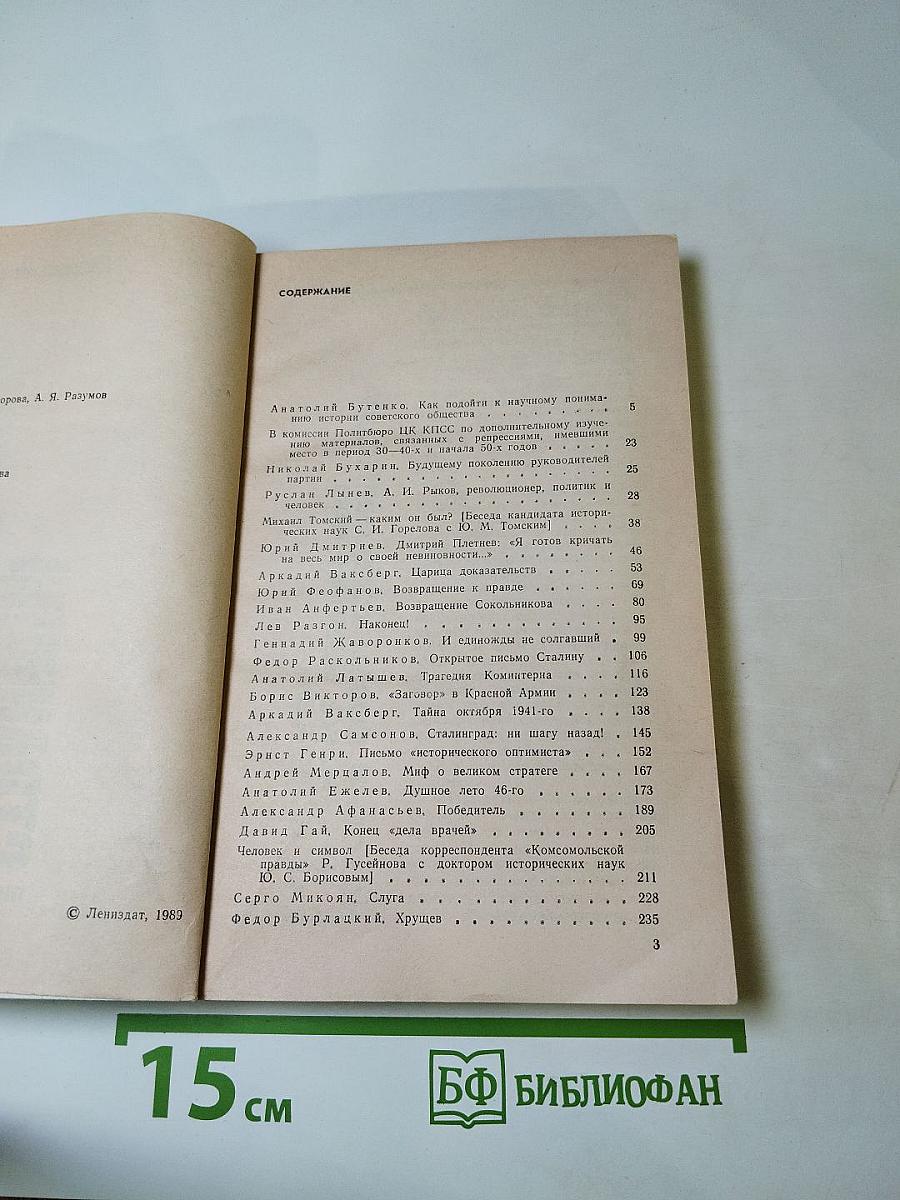 орова, А. Я. Разумов
ва
© Лениздат, 1989
СОДЕРЖАНИЕ
Анатолий Бутенко. Как подойти к научному понима-
нию истории советского общества . . . . . . . . 5
В комиссии Политбюро ЦК КПСС по дополнительному изуче-
нию материалов, связанных с репрессиями, имевшими
место в период 30—40-х и начала 50-х годов . . . . . 23
Николай Бухарин. Будущему поколению руководителей
партии . . . . . . . . . . . . . . . . . . 25
Руслан Лынев. А. И. Рыков, революционер, политик и
человек . . . . . . . . . . . . . . . . . . 28
Михаил Томский — каким он был? [Беседа кандидата истори-
ческих наук С. И. Горелова с Ю. М. Томским] . . . . 38
Юрий Дмитриев. Дмитрий Плетнев: «Я готов кричать
на весь мир о своей невиновности...» . . . . . . . 46
Аркадий Ваксберг. Царица доказательств . . . . . 53
Юрий Феофанов. Возвращение к правде . . . . . . 69
Иван Анфертьев. Возвращение Сокольникова . . . . 80
Лев Разгон. Наконец! . . . . . . . . . . . . . 95
Геннадий Жаворонков. И единожды не солгавший . 99
Федор Раскольников. Открытое письмо Сталину . . 106
Анатолий Латышев. Трагедия Коминтерна . . . . 116
Борис Викторов. «Заговор» в Красной Армии . . . . 123
Аркадий Ваксберг. Тайна октября 1941-го . . . . 138
Александр Самсонов. Сталинград: ни шагу назад! . 145
Эрнст Генри. Письмо «исторического оптимиста» . . . 152
Андрей Мерцалов. Миф о великом стратеге . . . . 167
Анатолий Ежелев. Душное лето 46-го . . . . . . 173
Александр Афанасьев. Победитель . . . . . . . 189
Давид Гай. Конец «дела врачей» . . . . . . . . . 205
Человек и символ [Беседа корреспондента «Комсомольской
правды» Р. Гусейнова с доктором исторических наук
Ю. С. Борисовым] . . . . . . . . . . . . . . 211
Серго Микоян. Слуга . . . . . . . . . . . . . 228
Федор Бурлацкий. Хрущев . . . . . . . . . . . 235
3
15 см
БФ БИБЛИОФАН